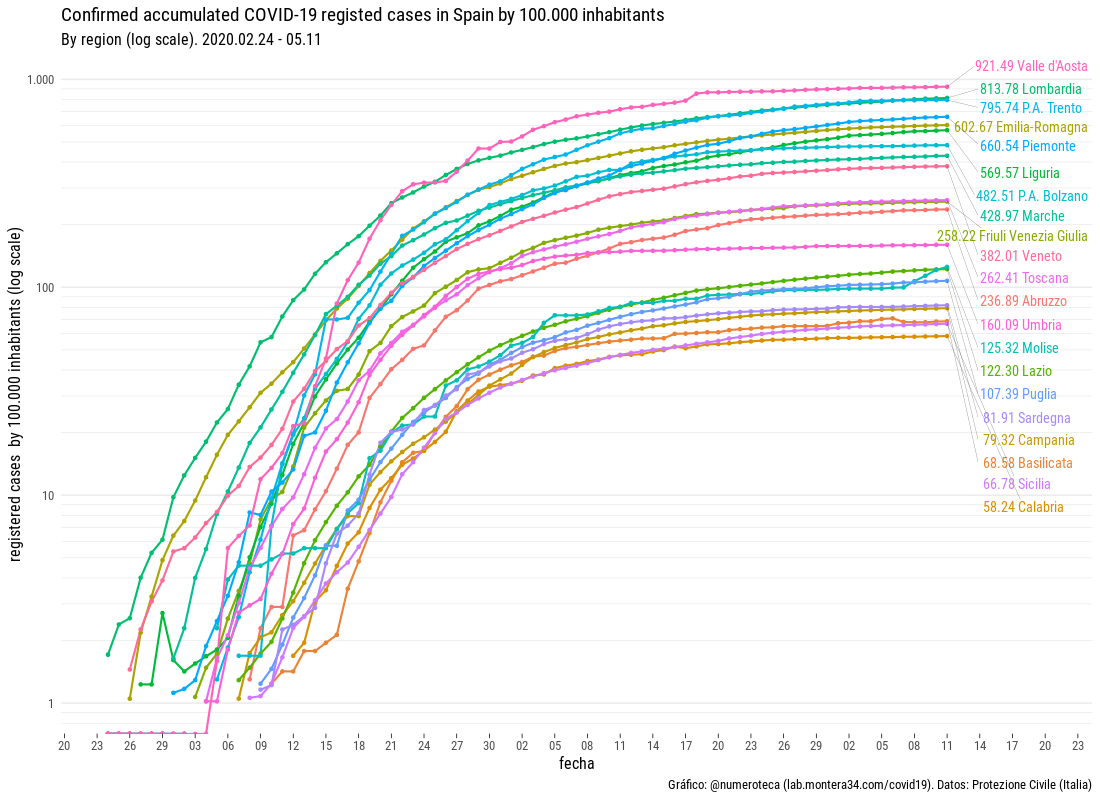 Confirmed accumulated COVID-19 registed cases in Spain by 100.000 inhabitants
By region (log scale). 2020.02.24 - 05.11
registered cases  by 100.000 inhabitants (log scale)
1.000
100
10
1
921.49 Valle d'Aosta
813.78 Lombardia
795.74 P.A. Trento
602.67 Emilia-Romagna
660.54 Piemonte
569.57 Liguria
482.51 P.A. Bolzano
428.97 Marche
258.22 Friuli Venezia Giulia
382.01 Veneto
262.41 Toscana
236.89 Abruzzo
160.09 Umbria
125.32 Molise
122.30 Lazio
107.39 Puglia
81.91 Sardegna
79.32 Campania
68.58 Basilicata
66.78 Sicilia
58.24 Calabria
20 23 26 29 03 06 09 12 15 18 21 24 27 30 02 05 08 11 14 17 20 23 26 29 02 05 08 11 14 17 20 23
fecha
Gráfico: @numeroteca (lab.montera34.com/covid19). Datos: Protezione Civile (Italia)